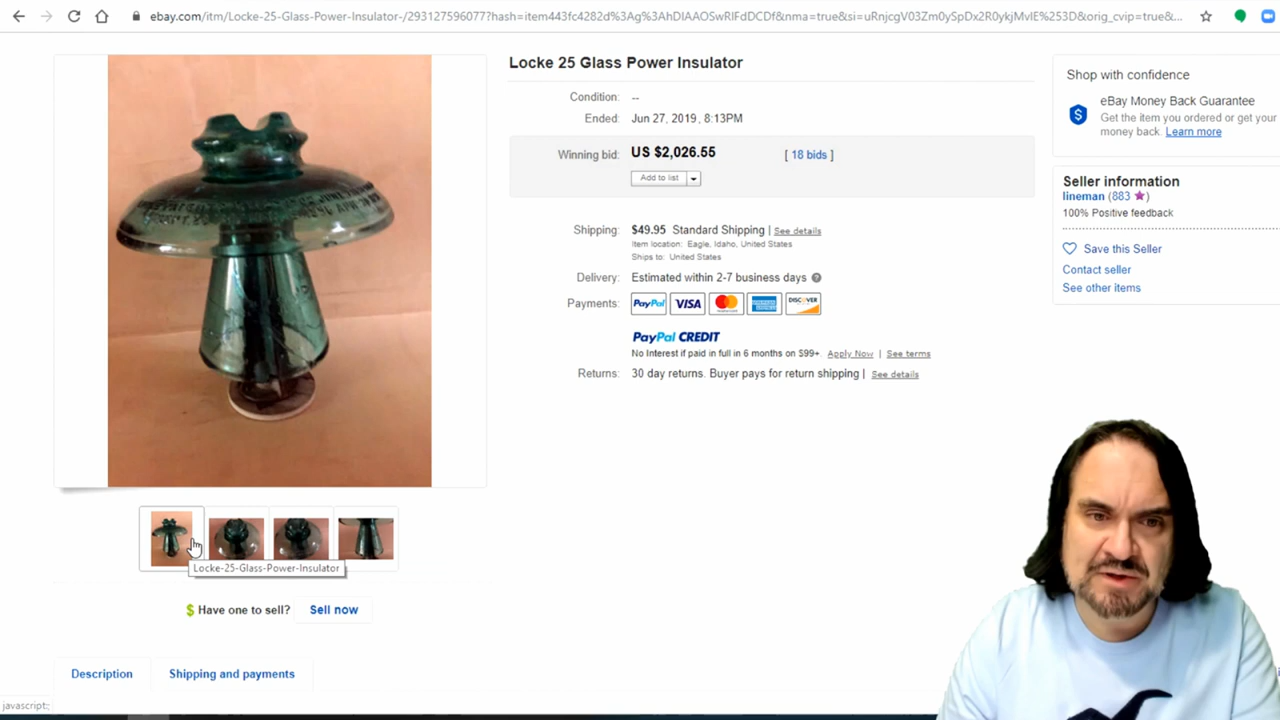 ebay.com/itm/Locke-25-Glass-Power-Insulator-/293127596077?hash=item443fc4282d%3Ag%3AhDIAAOSwRIFdDCDf&nma=true&si=uRnjcgV03Zm0ySpDx2R0ykjMvlE%253D&orig_cvip=true&...
Locke 25 Glass Power Insulator
Condition: --
Ended: Jun 27, 2019 , 8:13PM
Winning bid: US $2,026.55 [ 18 bids ]
Add to list
Shipping: $49.95 Standard Shipping | See details
Item location: Eagle, Idaho, United States
Ships to: United States
Delivery: Estimated within 2-7 business days ?
Payments: PayPal VISA MasterCard AMERICAN EXPRESS DISCOVER
PayPal CREDIT
No Interest if paid in full in 6 months on $99+. Apply Now | See terms
Returns: 30 day returns. Buyer pays for return shipping | See details
Shop with confidence
eBay Money Back Guarantee
Get the item you ordered or get your
money back. Learn more
Seller information
lineman (883 )
100% Positive feedback
Save this Seller
Contact seller
See other items
Locke-25-Glass-Power-Insulator
$ Have one to sell? Sell now
Description
Shipping and payments
javascript:;